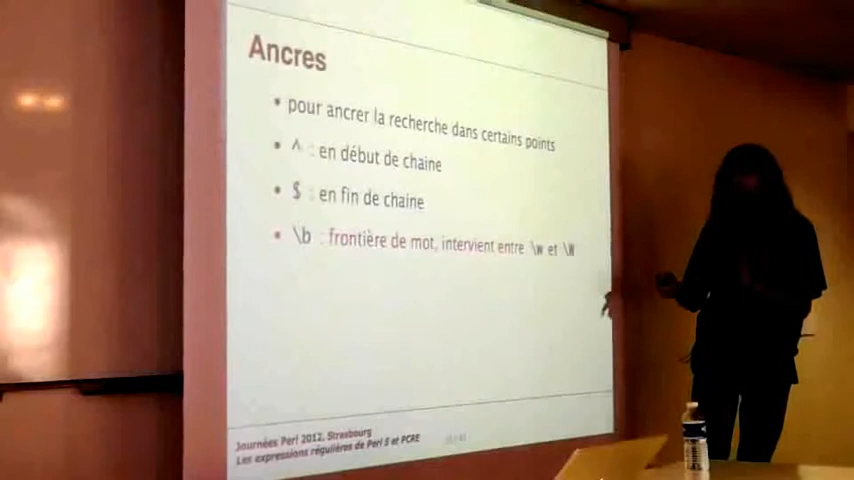 Ancres
• pour ancrer la recherche dans certains points
• ^ : en début de chaine
• $ : en fin de chaine
• \b : frontière de mot, intervient entre \w et \W
Journées Perl 2012, Strasbourg
Les expressions régulières de Perl 5 et PCRE